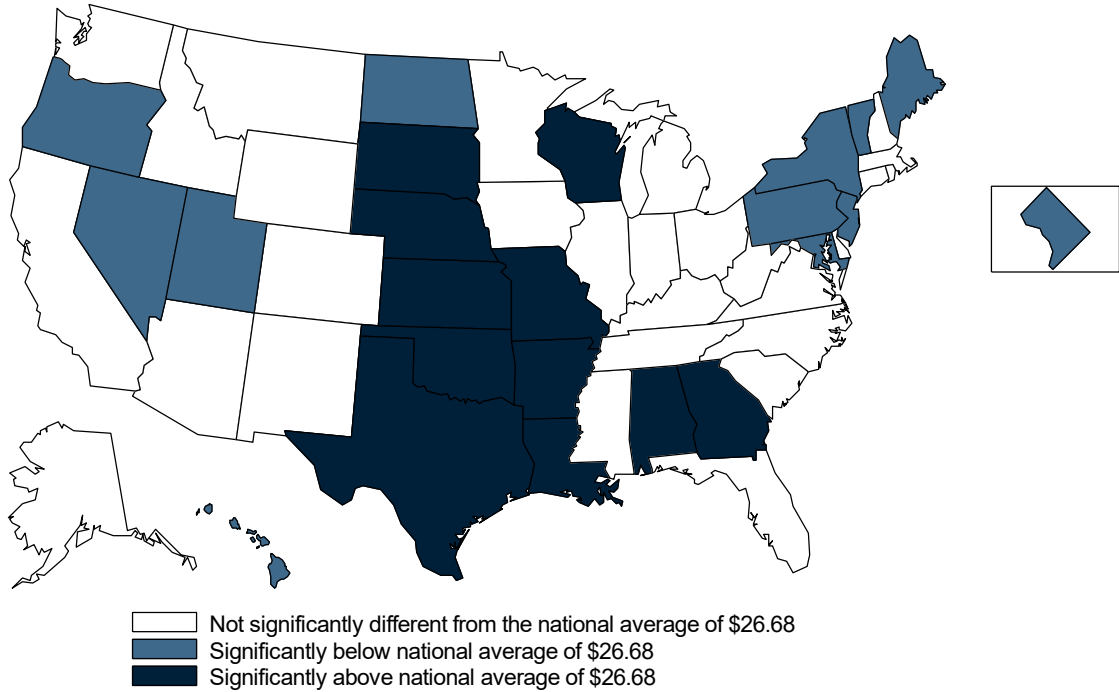 Not significantly different from the national average of $26.68
Significantly below national average of $26.68
Significantly above national average of $26.68